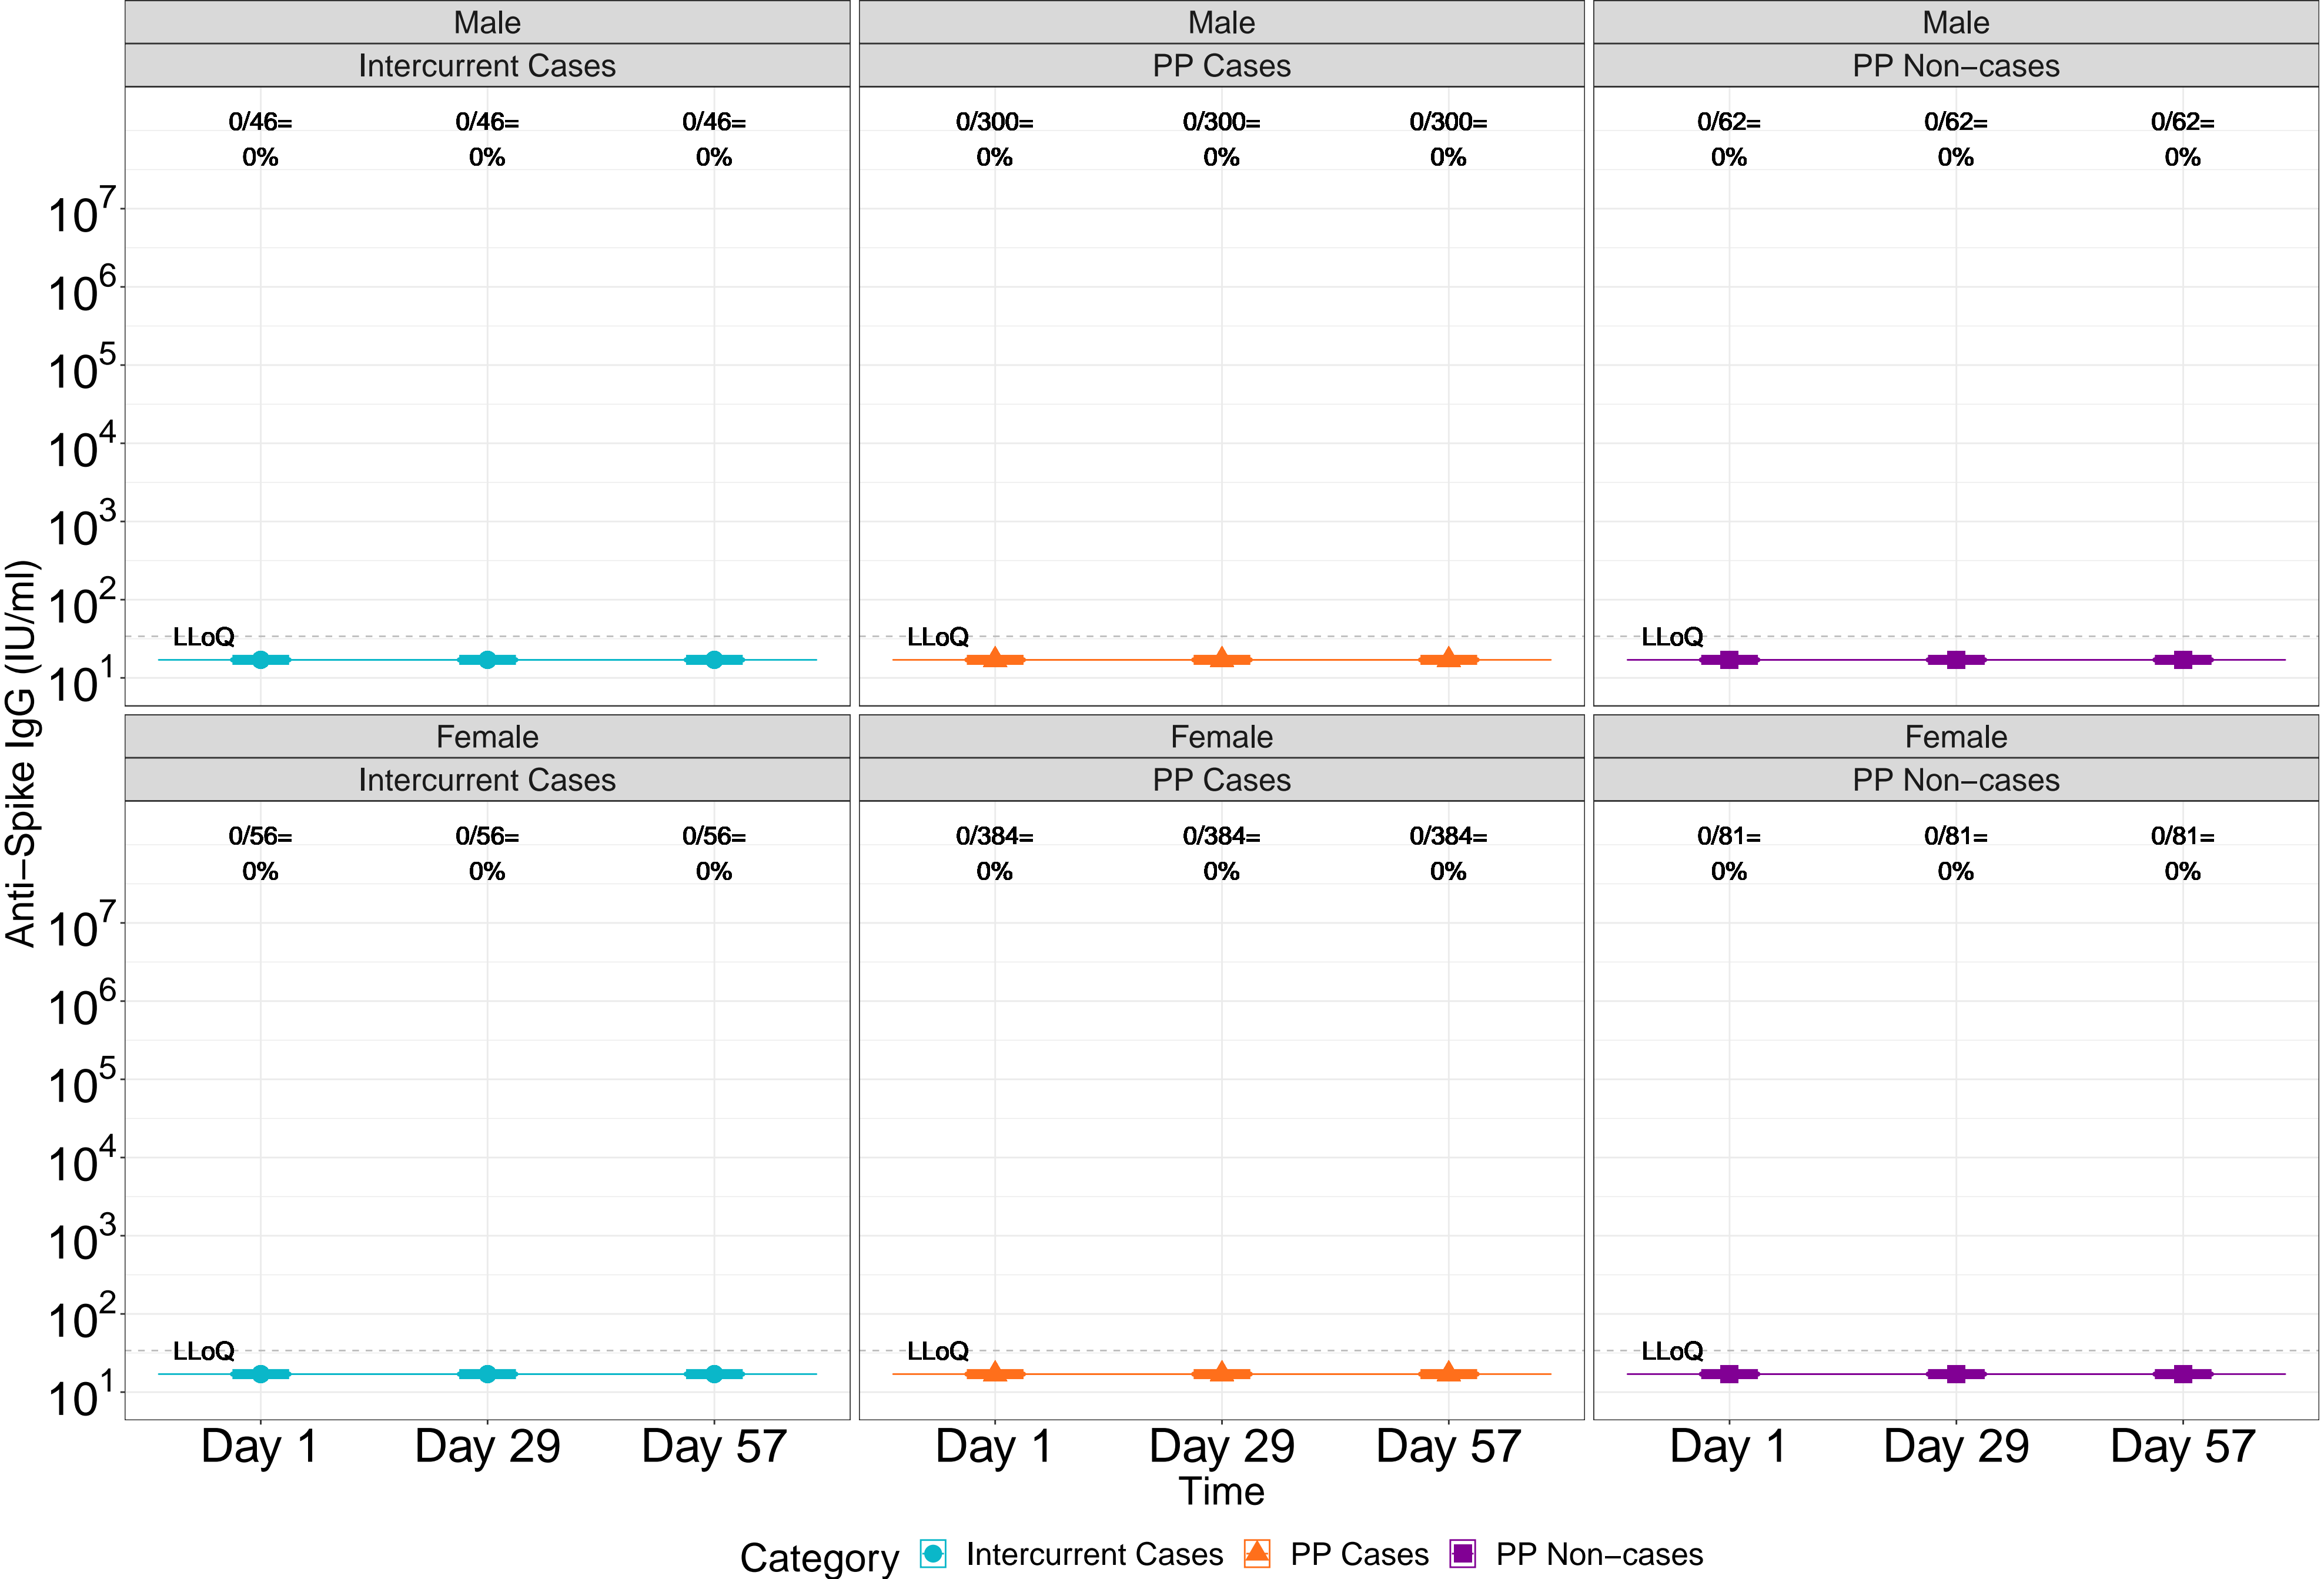 Male
Male
Male
Intercurrent Cases
PP Cases
PP Non−cases
0/46=
0%
0/46=
0%
0/46=
0%
0/300=
0%
0/300=
0%
0/300=
0%
0/62=
0%
0/62=
0%
0/62=
0%
10^7
10^6
10^5
10^4
10^3
10^2
10^1
LLoQ
LLoQ
LLoQ
Anti−Spike IgG (IU/ml)
Female
Female
Female
Intercurrent Cases
PP Cases
PP Non−cases
0/56=
0%
0/56=
0%
0/56=
0%
0/384=
0%
0/384=
0%
0/384=
0%
0/81=
0%
0/81=
0%
0/81=
0%
10^7
10^6
10^5
10^4
10^3
10^2
10^1
LLoQ
LLoQ
LLoQ
Day 1 Day 29 Day 57
Day 1 Day 29 Day 57
Day 1 Day 29 Day 57
Time
Category Intercurrent Cases PP Cases PP Non−cases